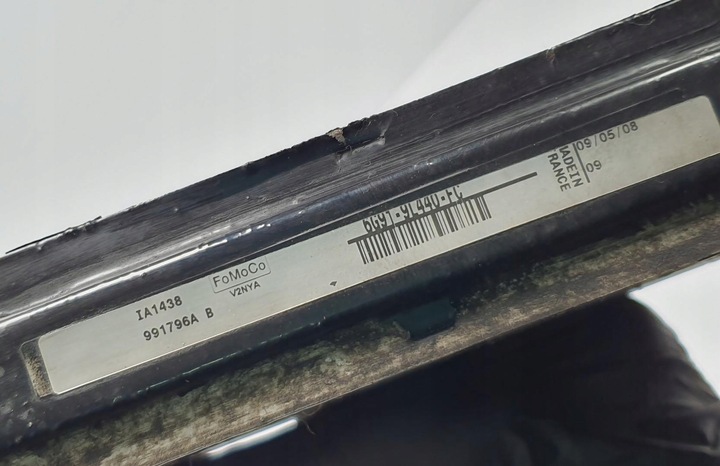 IA1438
991796A B
FoMoCo
V2NYA
6G91-9L440-FC
MADE IN
FRANCE
09/05/08
09